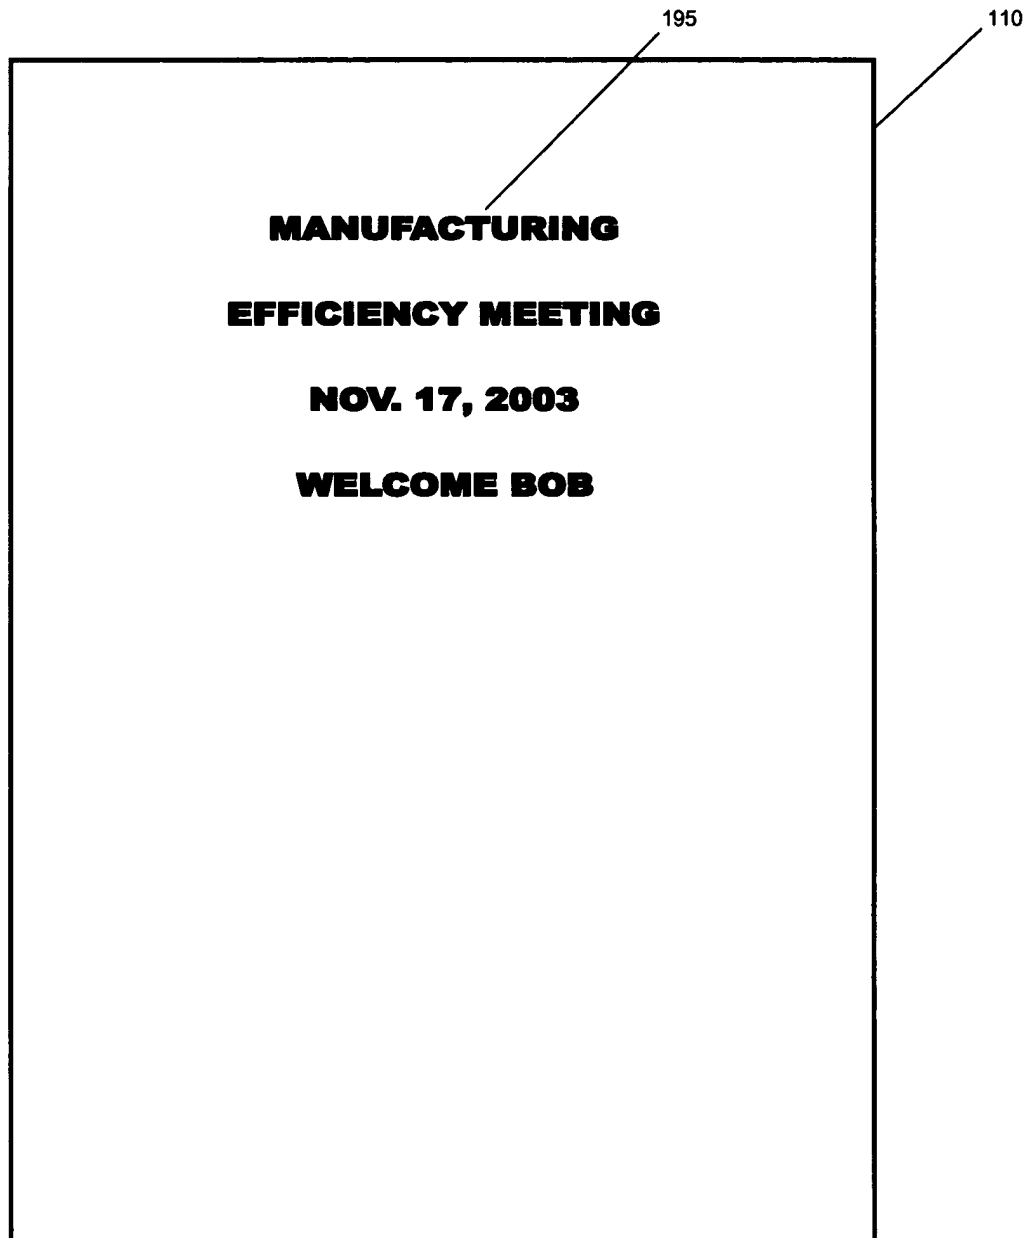 195 110
MANUFACTURING
EFFICIENCY MEETING
NOV. 17, 2003
WELCOME BOB